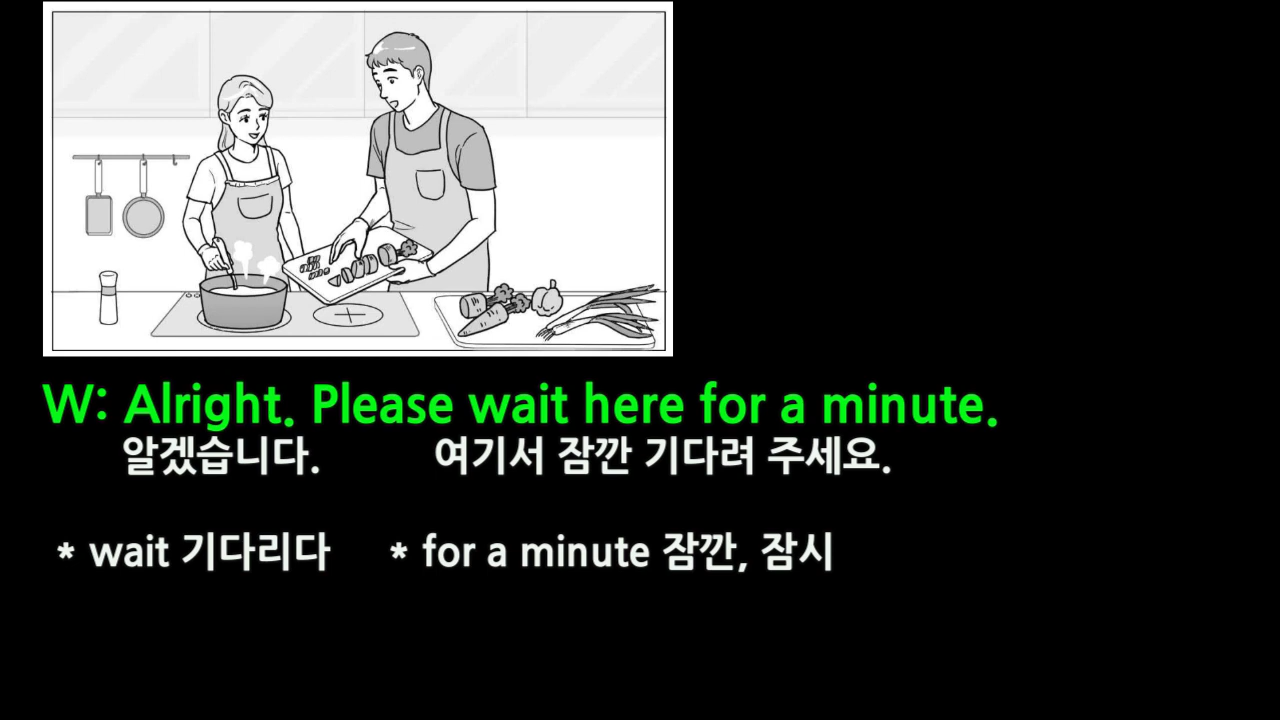 W: Alright. Please wait here for a minute.
알겠습니다. 여기서 잠깐 기다려 주세요.
* wait 기다리다 * for a minute 잠깐, 잠시